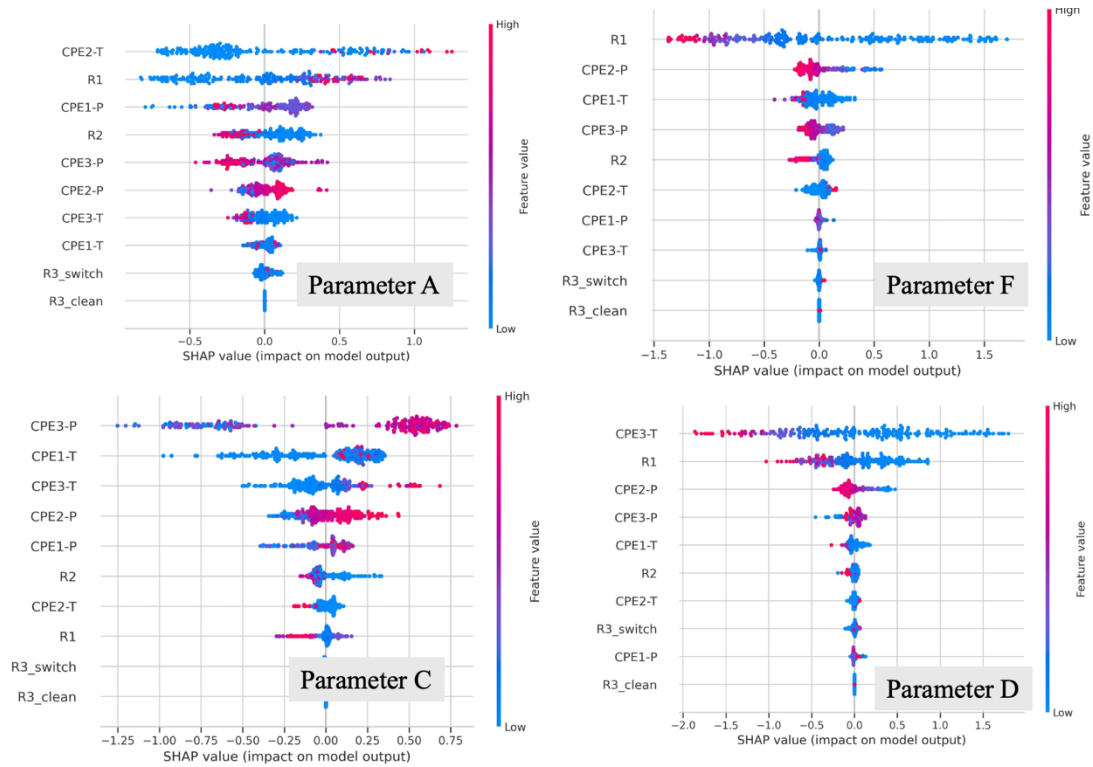 High
CPE2-T
R1
CPE1-P
R2
CPE3-P
CPE2-P
CPE3-T
CPE1-T
R3_switch
R3_clean
Parameter A
Feature value
Low
−0.5 0.0 0.5 1.0
SHAP value (impact on model output)
High
R1
CPE2-P
CPE1-T
CPE3-P
R2
CPE2-T
CPE1-P
CPE3-T
R3_switch
R3_clean
Parameter F
Feature value
Low
−1.5 −1.0 −0.5 0.0 0.5 1.0 1.5
SHAP value (impact on model output)
High
CPE3-P
CPE1-T
CPE3-T
CPE2-P
CPE1-P
R2
CPE2-T
R1
R3_switch
R3_clean
Parameter C
Feature value
Low
−1.25 −1.00 −0.75 −0.50 −0.25 0.00 0.25 0.50 0.75
SHAP value (impact on model output)
High
CPE3-T
R1
CPE2-P
CPE3-P
CPE1-T
R2
CPE2-T
R3_switch
CPE1-P
R3_clean
Parameter D
Feature value
Low
−2.0 −1.5 −1.0 −0.5 0.0 0.5 1.0 1.5
SHAP value (impact on model output)